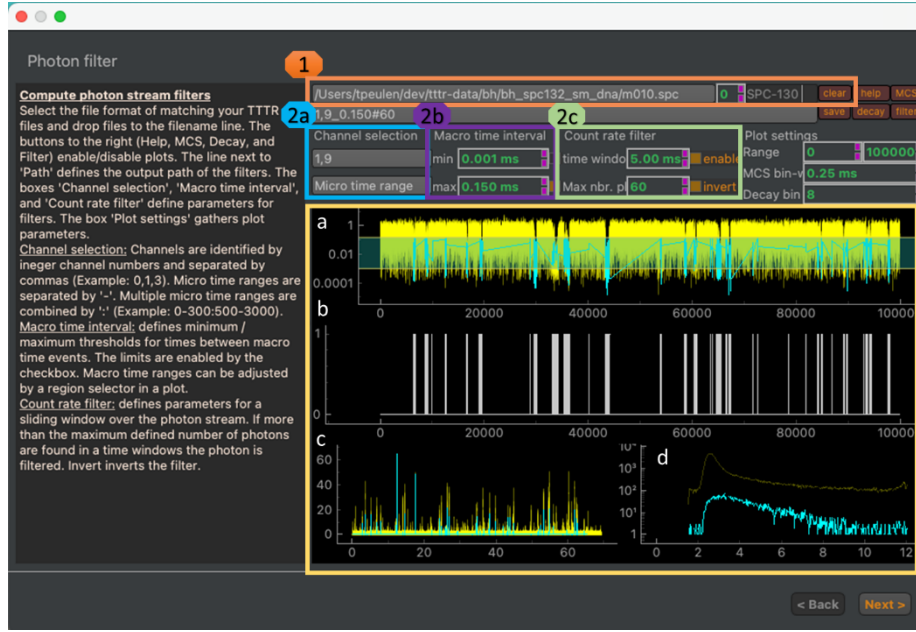 Photon filter
1
Compute photon stream filters
Select the file format of matching your TTTR
files and drop files to the filename line. The
buttons to the right (Help, MCS, Decay, and
Filter) enable/disable plots. The line next to
'Path' defines the output path of the filters. The
boxes 'Channel selection', 'Macro time interval',
and 'Count rate filter' define parameters for
filters. The box 'Plot settings' gathers plot
parameters.
Channel selection: Channels are identified by
ineger channel numbers and separated by
commas (Example: 0,1,3). Micro time ranges are
separated by '-'. Multiple micro time ranges are
combined by ':' (Example: 0-300:500-3000).
Macro time interval: defines minimum /
maximum thresholds for times between macro
time events. The limits are enabled by the
checkbox. Macro time ranges can be adjusted
by a region selector in a plot.
Count rate filter: defines parameters for a
sliding window over the photon stream. If more
than the maximum defined number of photons
are found in a time windows the photon is
filtered. Invert inverts the filter.
/Users/tpeulen/dev/tttr-data/bh/bh_spc132_sm_dna/m010.spc 0 SPC-130 clear help MCS
1,9_0.150#60 save decay filter
2a 2b 2c
Channel selection Macro time interval Count rate filter Plot settings
1,9 min 0.001 ms time windo 5.00 ms enable Range 0 100000
MCS bin-w 0.25 ms
Micro time range max 0.150 ms Max nbr. pl 60 invert Decay bin 8
a
1
0.01
0.0001
0 20000 40000 60000 80000 10000
b
1
0
0 20000 40000 60000 80000 10000
c
60
40
20
0
0 20 40 60
d
10⁴
10³
10²
10¹
1
0 2 4 6 8 10 12
< Back Next >